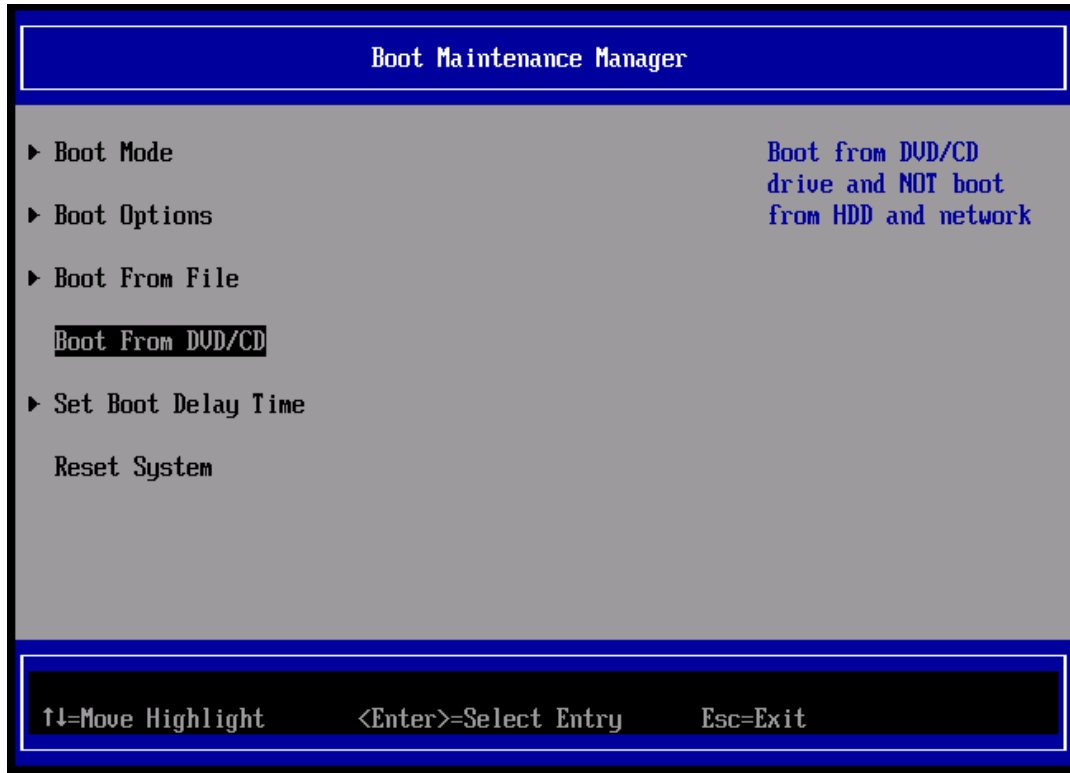 Boot Maintenance Manager
▶ Boot Mode
▶ Boot Options
▶ Boot From File
Boot From DVD/CD
▶ Set Boot Delay Time
Reset System
Boot from DVD/CD
drive and NOT boot
from HDD and network
↑↓=Move Highlight <Enter>=Select Entry Esc=Exit